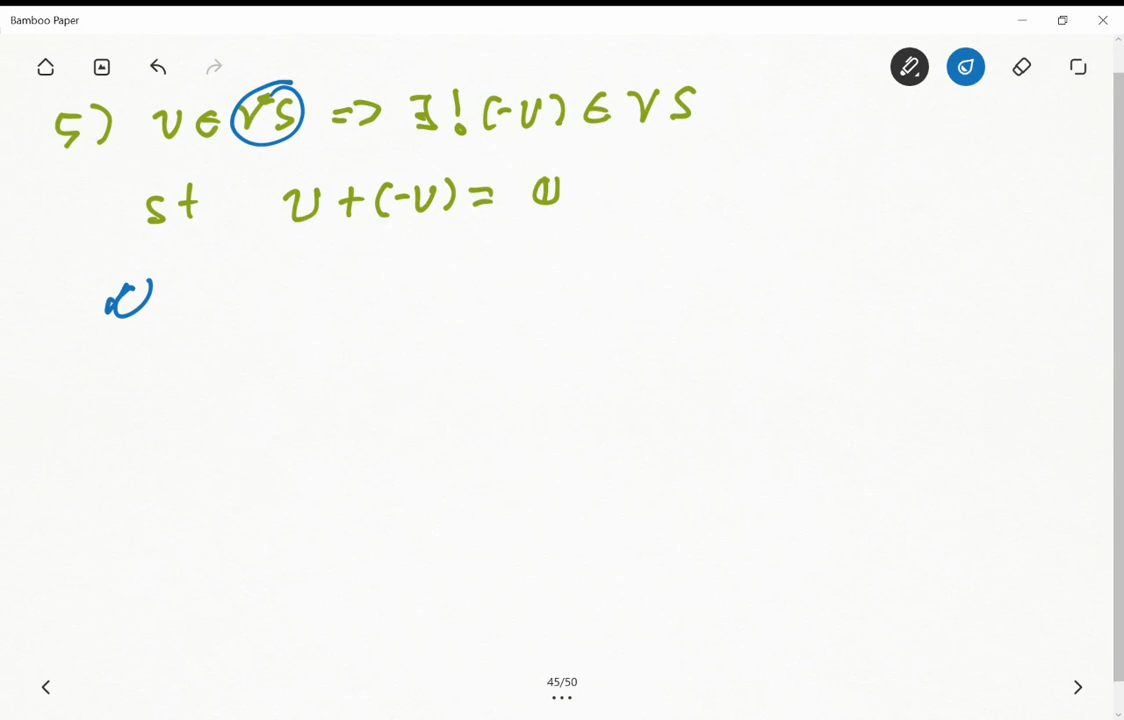 Bamboo Paper
5) v ∈ VS => ∃! (-v) ∈ VS
st v + (-v) = 0
v
45/50